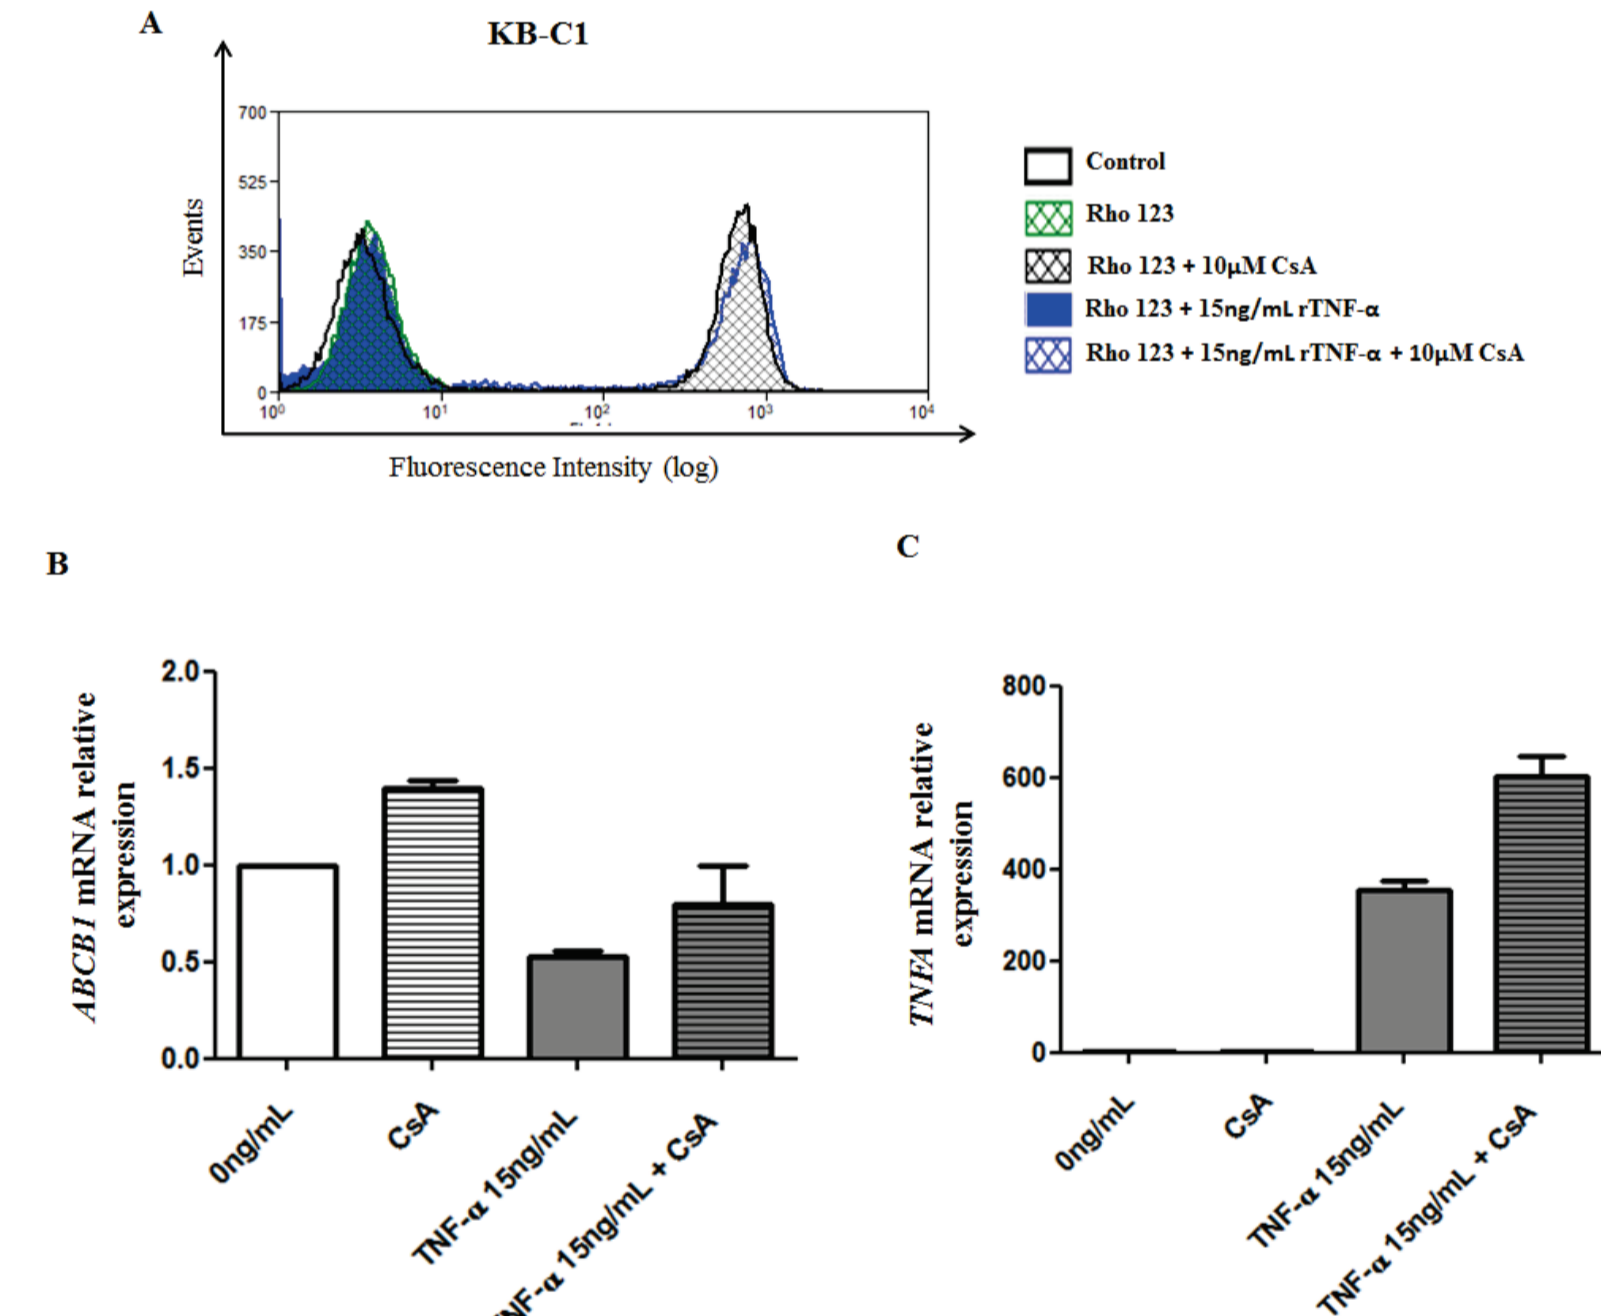 A
KB-C1
700
525
350
175
0
Events
10⁰ 10¹ 10² 10³ 10⁴
Fluorescence Intensity (log)
Control
Rho 123
Rho 123 + 10μM CsA
Rho 123 + 15ng/mL rTNF-α
Rho 123 + 15ng/mL rTNF-α + 10μM CsA
B
2.0
1.5
1.0
0.5
0.0
ABCB1 mRNA relative
expression
0ng/mL
CsA
TNF-α 15ng/mL
NF-α 15ng/mL + CsA
C
800
600
400
200
0
TNFA mRNA relative
expression
0ng/mL
CsA
TNF-α 15ng/mL
TNF-α 15ng/mL + CsA